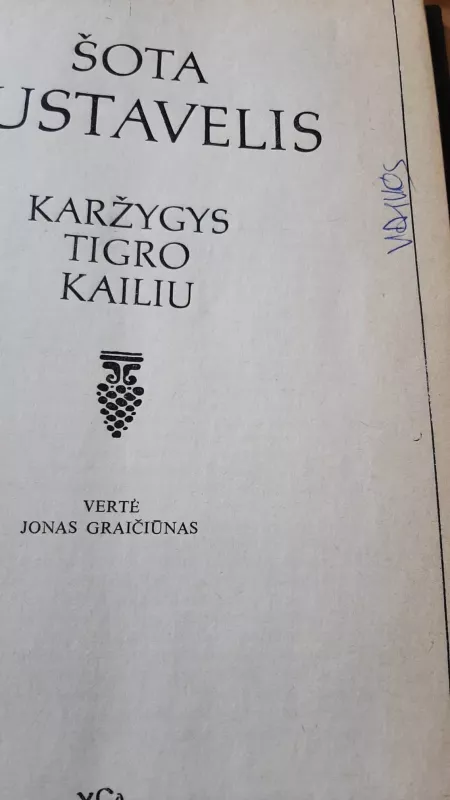 ŠOTA
USTAVELIS
KARŽYGYS
TIGRO
KAILIU
VERTĖ
JONAS GRAIČIŪNAS